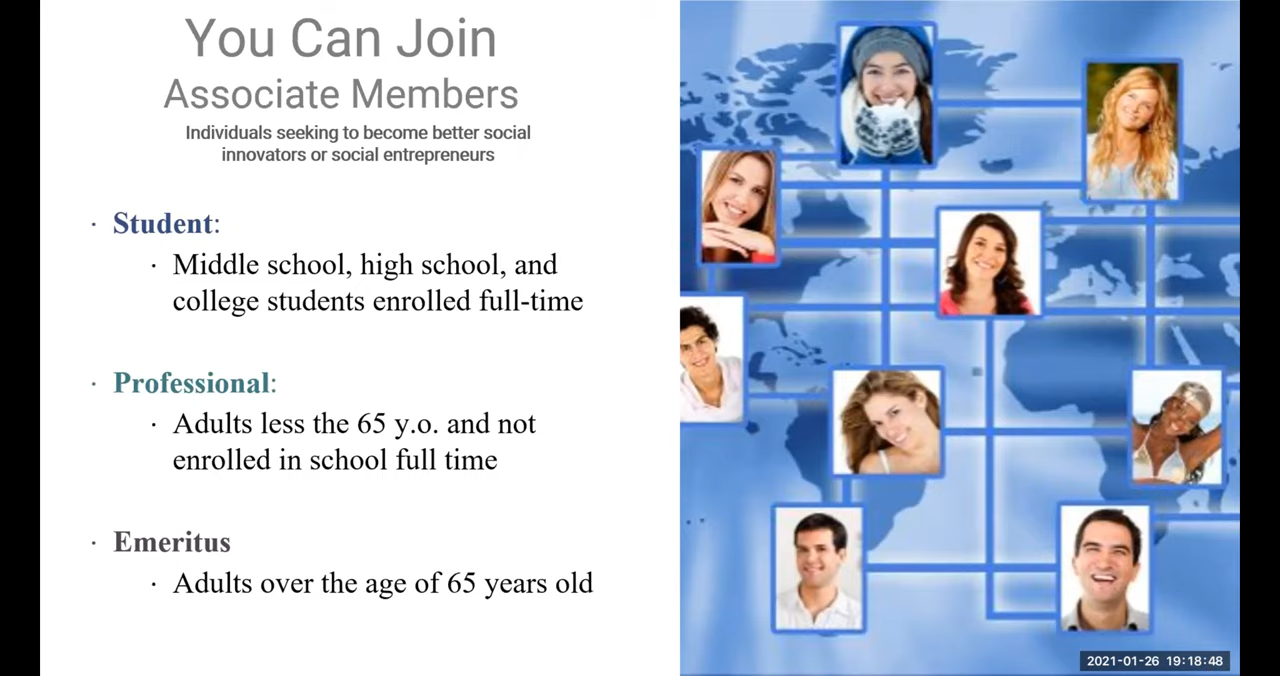 You Can Join
Associate Members
Individuals seeking to become better social
innovators or social entrepreneurs
· Student:
· Middle school, high school, and
college students enrolled full-time
· Professional:
· Adults less the 65 y.o. and not
enrolled in school full time
· Emeritus
· Adults over the age of 65 years old
2021-01-26 19:18:48